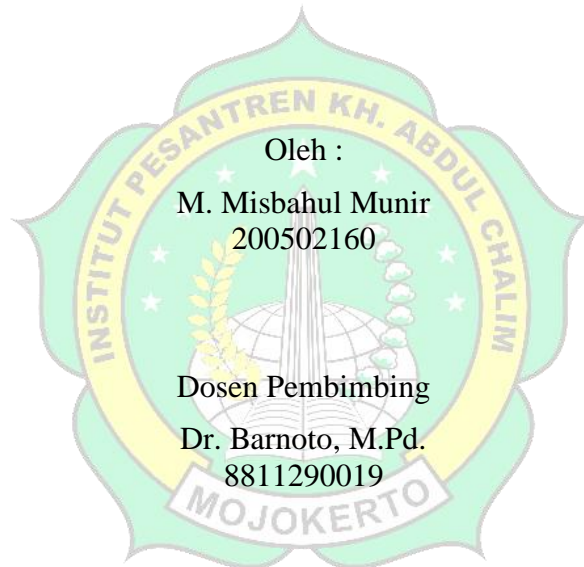 INSTITUT PESANTREN KH. ABDUL CHALIM
Oleh :
M. Misbahul Munir
200502160
Dosen Pembimbing
Dr. Barnoto, M.Pd.
8811290019
MOJOKERTO